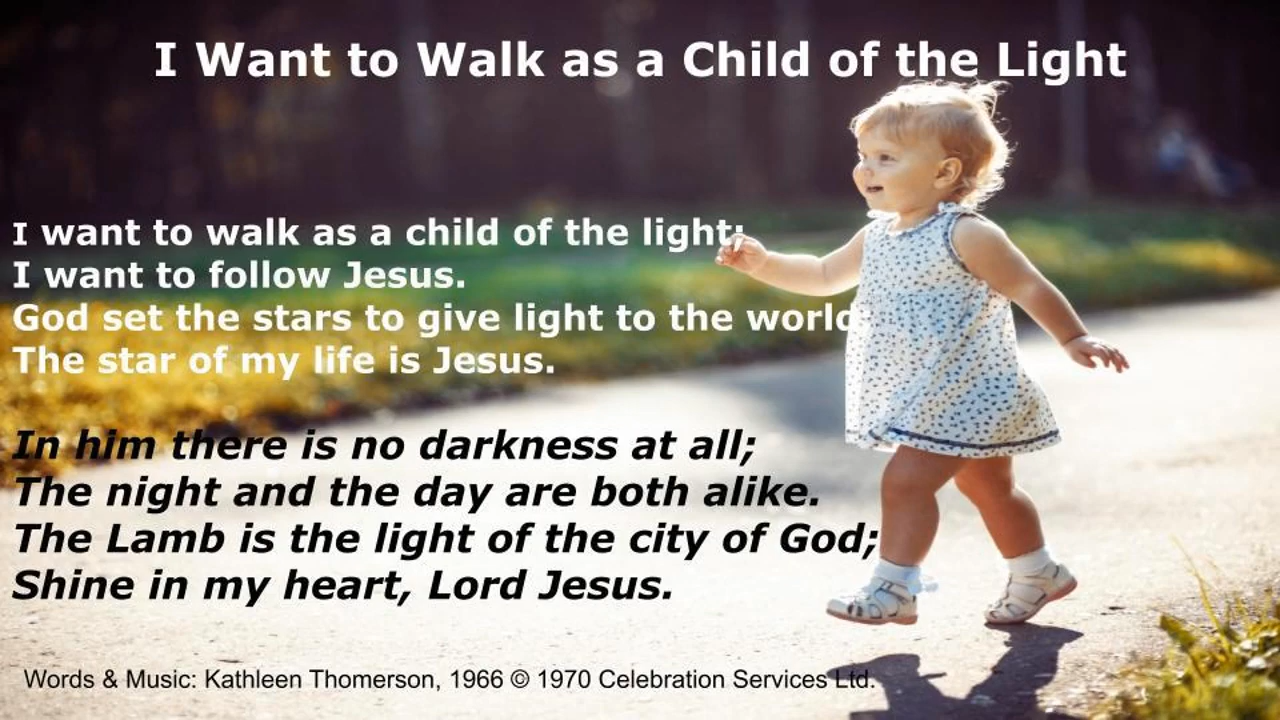 I Want to Walk as a Child of the Light
I want to walk as a child of the light;
I want to follow Jesus.
God set the stars to give light to the world;
The star of my life is Jesus.
In him there is no darkness at all;
The night and the day are both alike.
The Lamb is the light of the city of God;
Shine in my heart, Lord Jesus.
Words & Music: Kathleen Thomerson, 1966 © 1970 Celebration Services Ltd.